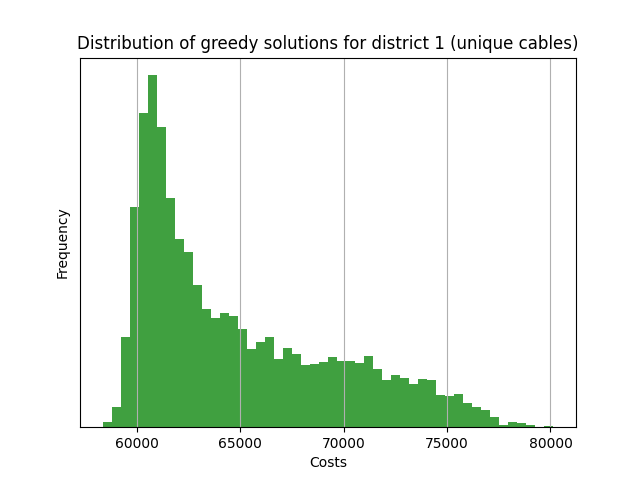 Distribution of greedy solutions for district 1 (unique cables)
Frequency
60000 65000 70000 75000 80000
Costs